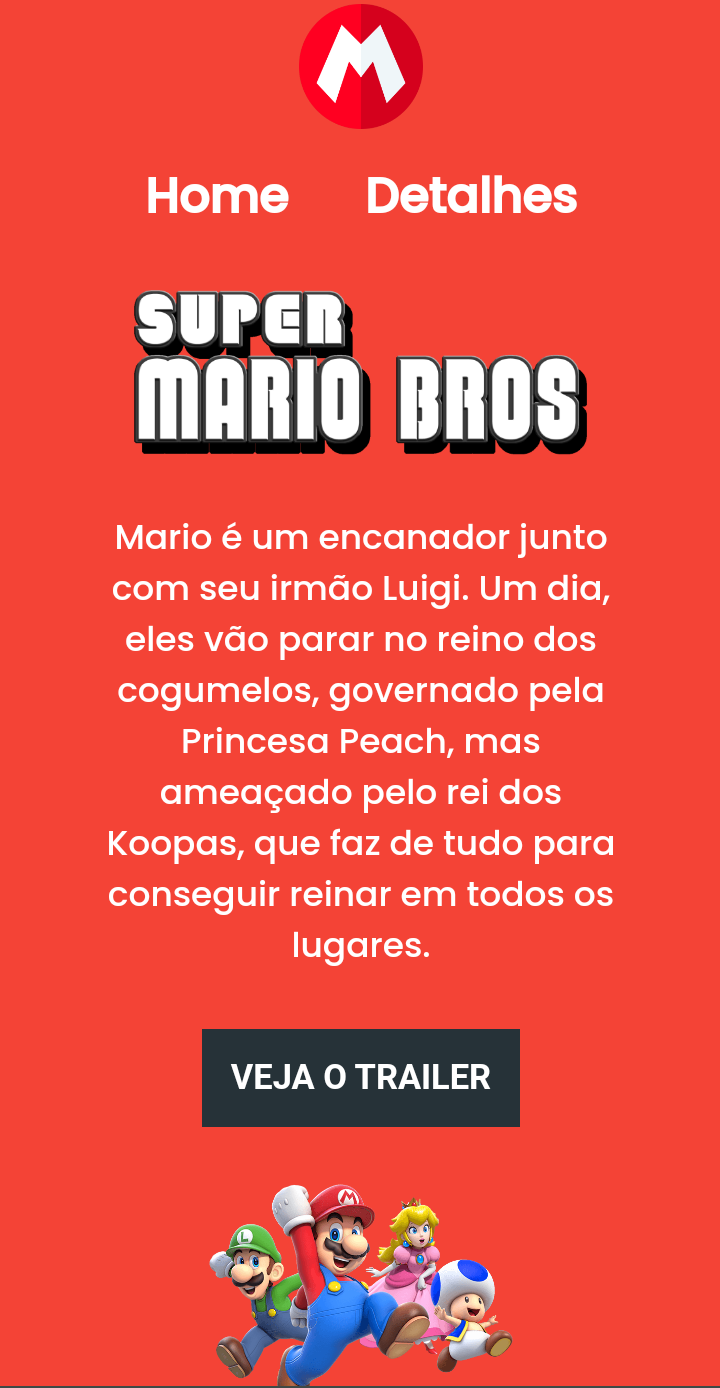 M
Home Detalhes
SUPER
MARIO BROS
Mario é um encanador junto
com seu irmão Luigi. Um dia,
eles vão parar no reino dos
cogumelos, governado pela
Princesa Peach, mas
ameaçado pelo rei dos
Koopas, que faz de tudo para
conseguir reinar em todos os
lugares.
VEJA O TRAILER
M
L